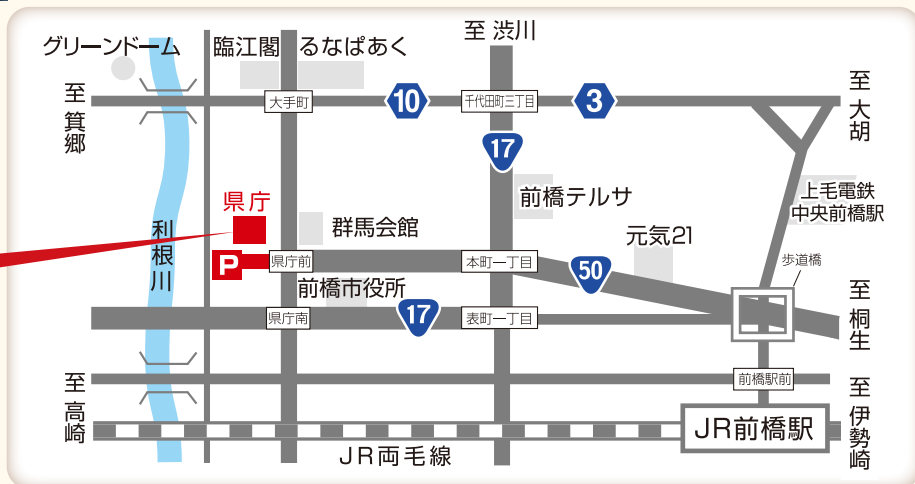 至 渋川
グリーンドーム
臨江閣
るなぱあく
至 箕郷
大手町
10
千代田町三丁目
3
至 大胡
17
県庁
前橋テルサ
上毛電鉄
中央前橋駅
利根川
群馬会館
元気21
P
県庁前
本町一丁目
50
歩道橋
前橋市役所
至 桐生
県庁南
17
表町一丁目
至 高崎
前橋駅前
至 伊勢崎
JR前橋駅
JR両毛線